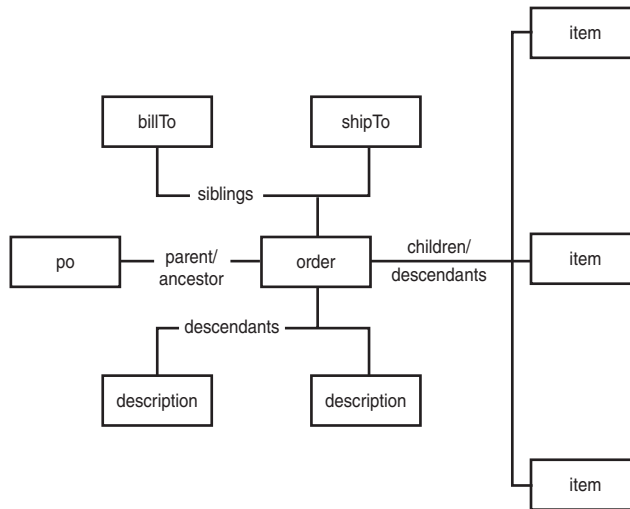 item
billTo
shipTo
siblings
po
parent/
ancestor
order
children/
descendants
item
descendants
description
description
item